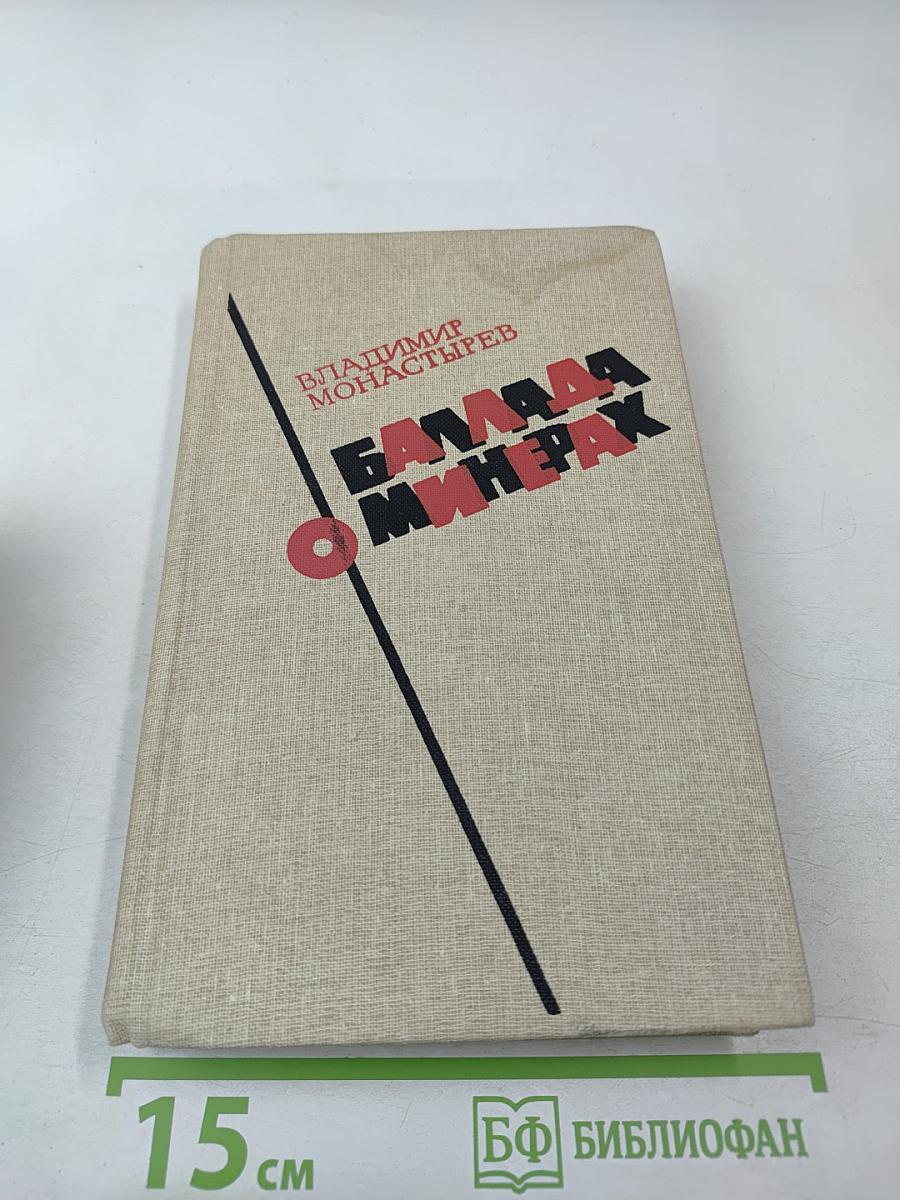 ВЛАДИМИР
МОНАСТЫРЕВ
БАЛЛАДА
О МИНЕРАХ
15 см
БФ БИБЛИОФАН